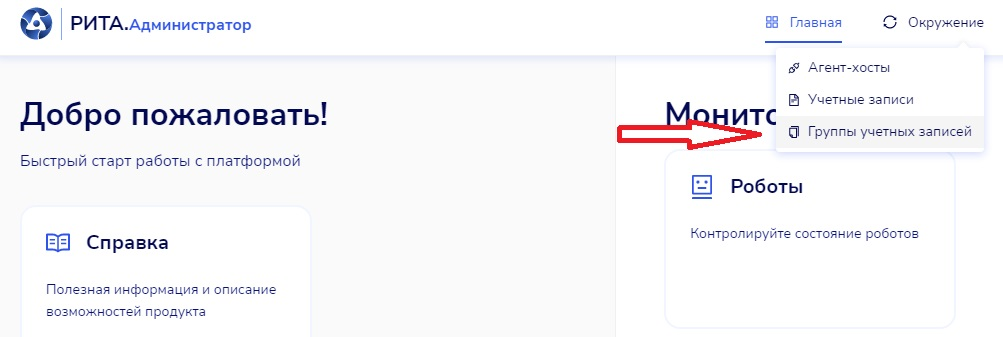 РИТА.Администратор
Главная
Окружение
Агент-хосты
Учетные записи
Группы учетных записей
Добро пожаловать!
Быстрый старт работы с платформой
Справка
Полезная информация и описание
возможностей продукта
Монито
Роботы
Контролируйте состояние роботов